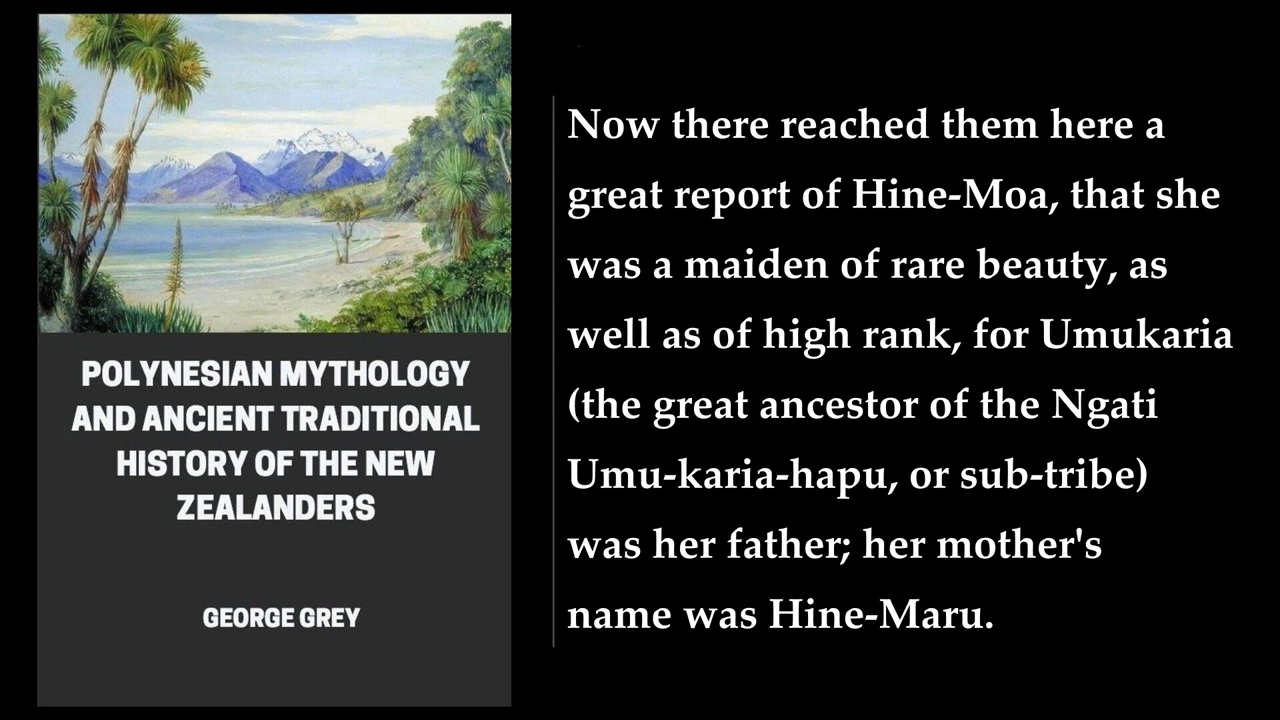 POLYNESIAN MYTHOLOGY
AND ANCIENT TRADITIONAL
HISTORY OF THE NEW
ZEALANDERS
GEORGE GREY
Now there reached them here a
great report of Hine-Moa, that she
was a maiden of rare beauty, as
well as of high rank, for Umukaria
(the great ancestor of the Ngati
Umu-karia-hapu, or sub-tribe)
was her father; her mother's
name was Hine-Maru.